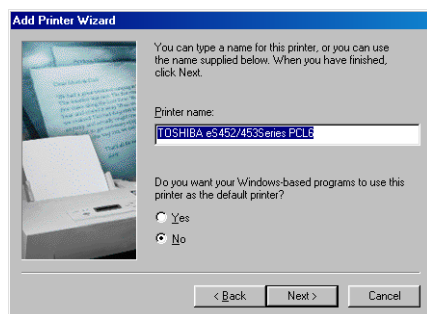 Add Printer Wizard
You can type a name for this printer, or you can use
the name supplied below. When you have finished,
click Next.
Printer name:
TOSHIBA eS452/453Series PCL6
Do you want your Windows-based programs to use this
printer as the default printer?
Yes
No
< Back
Next >
Cancel